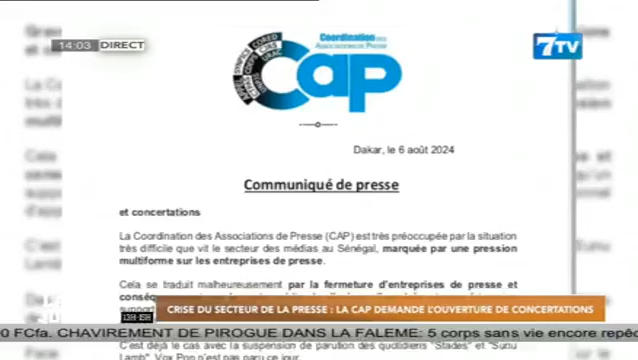 14:03 DIRECT
7TV
Coordination DES
ASSOCIATIONS DE PRESSE
cap
Dakar, le 6 août 2024
Communiqué de presse
et concertations
La Coordination des Associations de Presse (CAP) est très préoccupée par la situation
très difficile que vit le secteur des médias au Sénégal, marquée par une pression
multiforme sur les entreprises de presse.
Cela se traduit malheureusement par la fermeture d'entreprises de presse et
13H-15H
CRISE DU SECTEUR DE LA PRESSE : LA CAP DEMANDE L'OUVERTURE DE CONCERTATIONS
00 FCfa. CHAVIREMENT DE PIROGUE DANS LA FALEME: 5 corps sans vie encore repêc
C'est déjà le cas avec la suspension de parution des quotidiens "Stades" et "Sunu
Lamb". Vox Pop n'est pas paru ce jour.